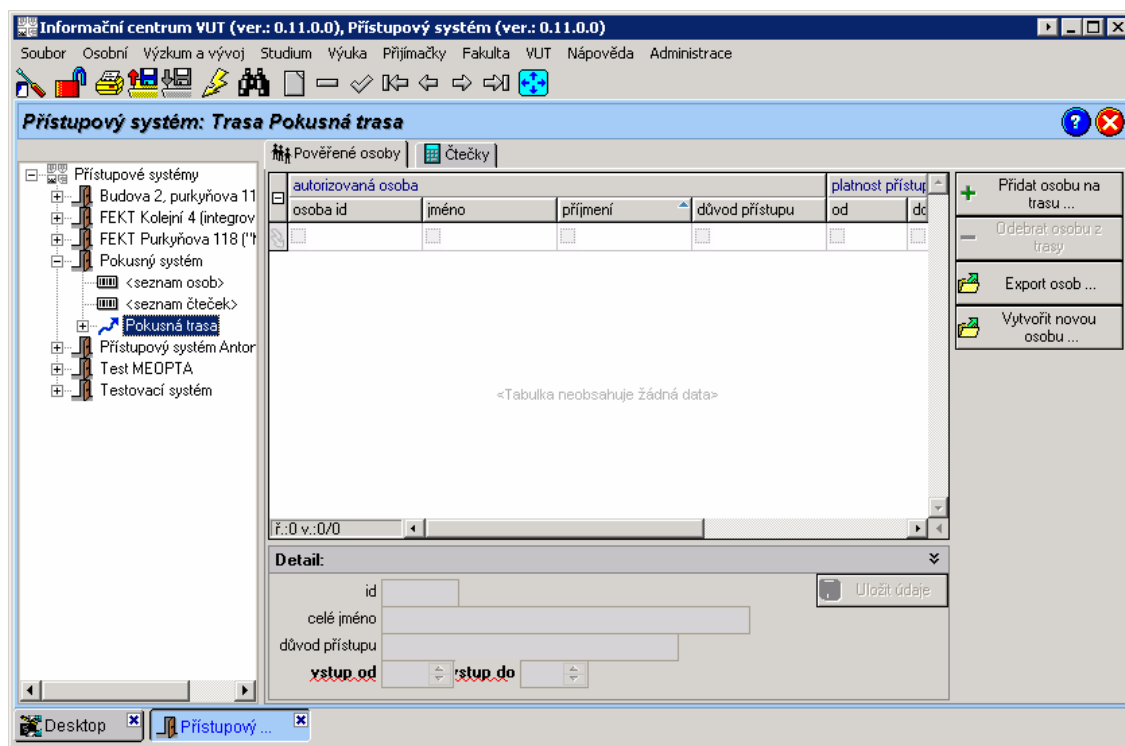 Informační centrum VUT (ver.: 0.11.0.0), Přístupový systém (ver.: 0.11.0.0)
Soubor Osobní Výzkum a vývoj Studium Výuka Přijímačky Fakulta VUT Nápověda Administrace
Přístupový systém: Trasa Pokusná trasa
Pověřené osoby
Čtečky
Přístupové systémy
Budova 2, purkyňova 11
FEKT Kolejní 4 (integrov
FEKT Purkyňova 118 ("h
Pokusný systém
<seznam osob>
<seznam čteček>
Pokusná trasa
Přístupový systém Anton
Test MEOPTA
Testovací systém
autorizovaná osoba
platnost přístup
osoba id jméno příjmení důvod přístupu od do
<Tabulka neobsahuje žádná data>
ř.:0 v.:0/0
Přidat osobu na
trasu ...
Odebrat osobu z
trasy
Export osob ...
Vytvořit novou
osobu ...
Detail:
id
Uložit údaje
celé jméno
důvod přístupu
vstup od
vstup do
Desktop
Přístupový ...